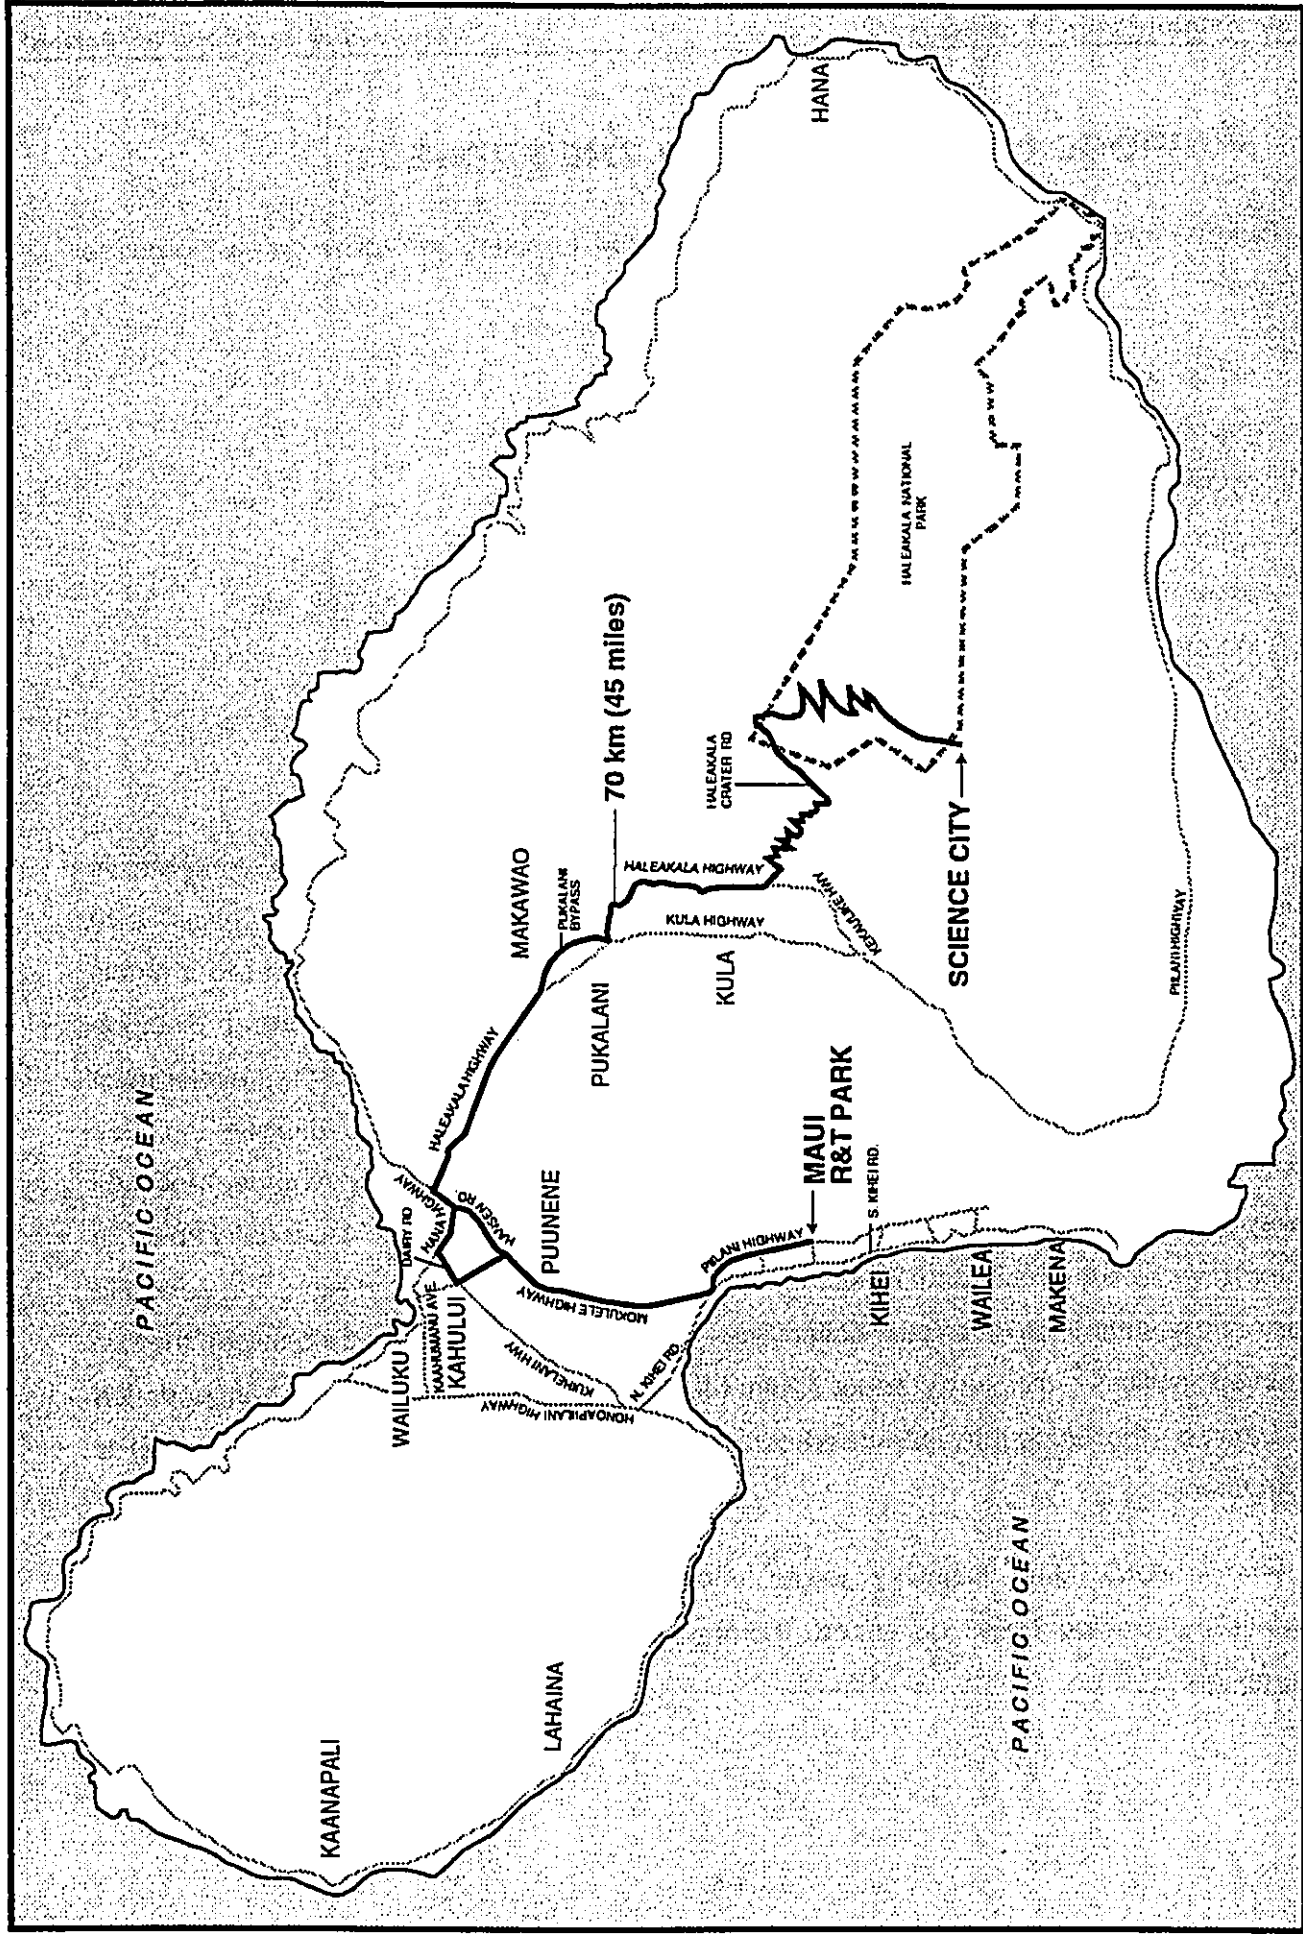 PACIFIC OCEAN
KAANAPALI
LAHAINA
PACIFIC OCEAN
WAILUKU
KAAHUMANU AVE.
KAHULUI
HONOAPIILANI HIGHWAY
KUIHELANI HWY
N. KIHEI RD.
DAIRY RD
HANA HIGHWAY
HANSEN RD.
PUUNENE
MOKULELE HIGHWAY
PIILANI HIGHWAY
MAUI
R&T PARK
S. KIHEI RD.
KIHEI
WAILEA
MAKENA
HALEAKALA HIGHWAY
PUKALANI
MAKAWAO
PUKALANI
BYPASS
70 km (45 miles)
HALEAKALA HIGHWAY
KULA HIGHWAY
KULA
KEKAULIKE HWY
HALEAKALA
CRATER RD
SCIENCE CITY
PIILANI HIGHWAY
HALEAKALA NATIONAL
PARK
HANA